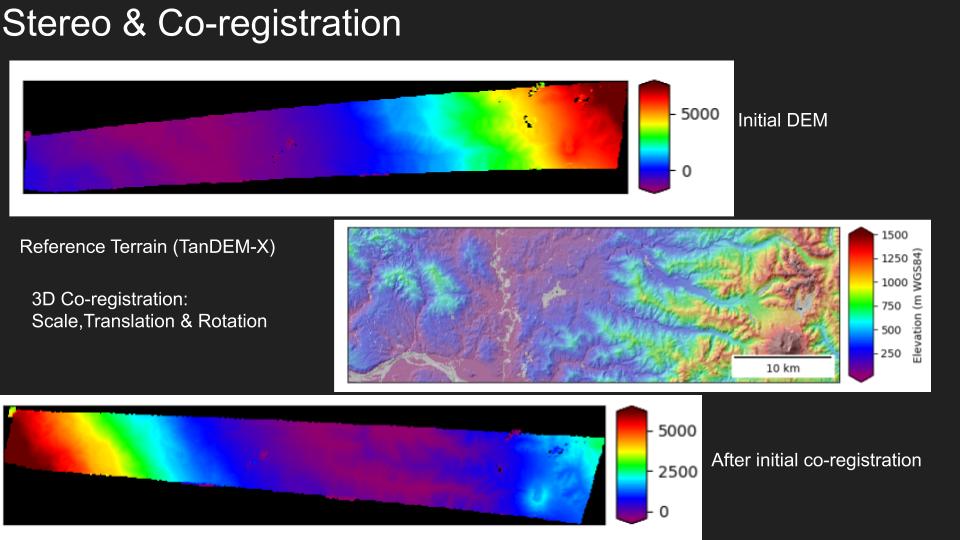 Stereo & Co-registration
5000
0
Initial DEM
Reference Terrain (TanDEM-X)
3D Co-registration:
Scale,Translation & Rotation
1500
1250
1000
750
500
250
Elevation (m WGS84)
10 km
5000
2500
0
After initial co-registration